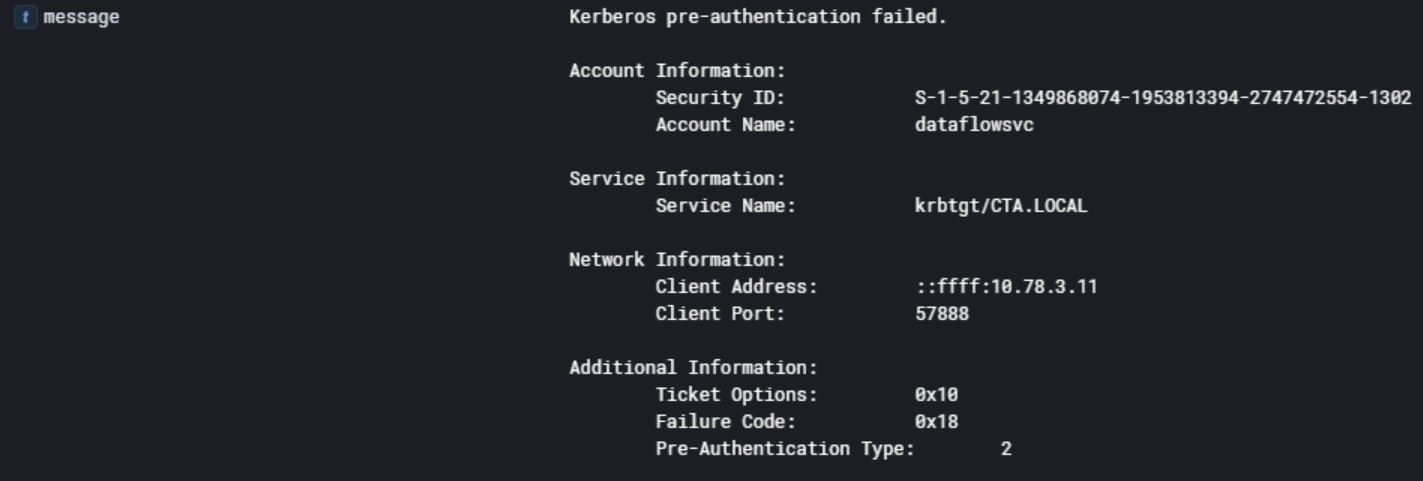 t message Kerberos pre-authentication failed.
Account Information:
Security ID: S-1-5-21-1349868074-1953813394-2747472554-1302
Account Name: dataflowsvc
Service Information:
Service Name: krbtgt/CTA.LOCAL
Network Information:
Client Address: ::ffff:10.78.3.11
Client Port: 57888
Additional Information:
Ticket Options: 0x10
Failure Code: 0x18
Pre-Authentication Type: 2